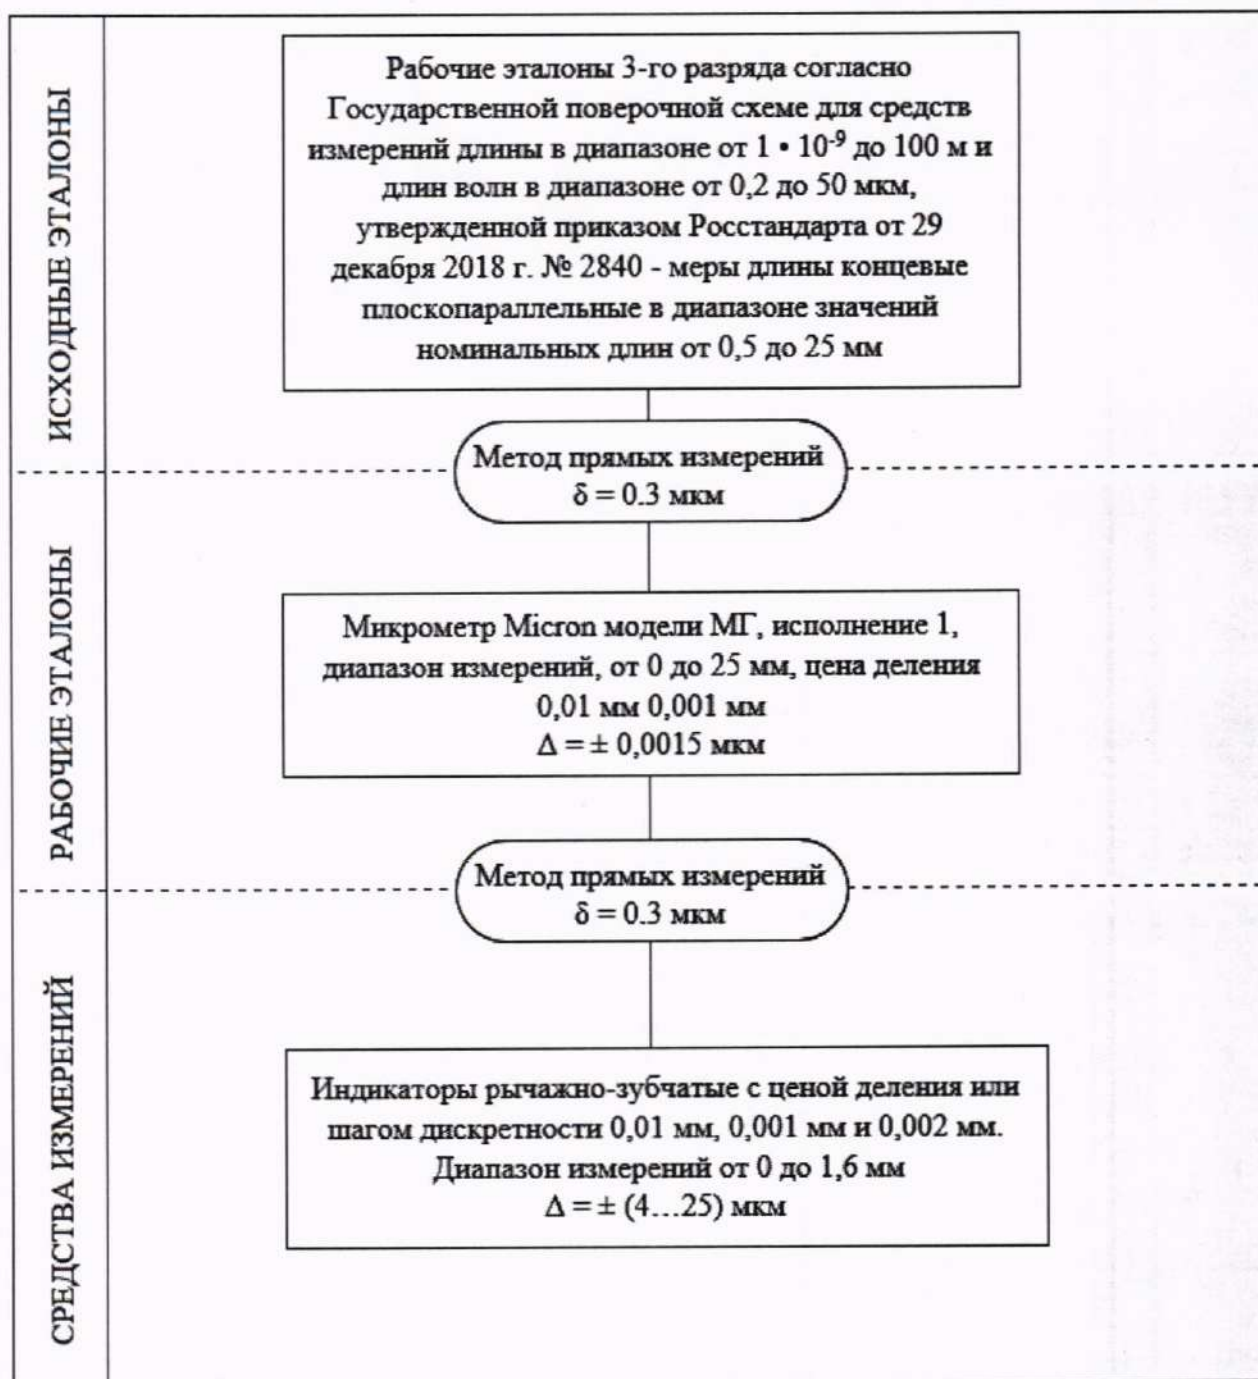 ИСХОДНЫЕ ЭТАЛОНЫ
Рабочие эталоны 3-го разряда согласно
Государственной поверочной схеме для средств
измерений длины в диапазоне от 1 • 10⁻⁹ до 100 м и
длин волн в диапазоне от 0,2 до 50 мкм,
утвержденной приказом Росстандарта от 29
декабря 2018 г. № 2840 - меры длины концевые
плоскопараллельные в диапазоне значений
номинальных длин от 0,5 до 25 мм
Метод прямых измерений
δ = 0.3 мкм
РАБОЧИЕ ЭТАЛОНЫ
Микрометр Micron модели МГ, исполнение 1,
диапазон измерений, от 0 до 25 мм, цена деления
0,01 мм 0,001 мм
Δ = ± 0,0015 мкм
Метод прямых измерений
δ = 0.3 мкм
СРЕДСТВА ИЗМЕРЕНИЙ
Индикаторы рычажно-зубчатые с ценой деления или
шагом дискретности 0,01 мм, 0,001 мм и 0,002 мм.
Диапазон измерений от 0 до 1,6 мм
Δ = ± (4…25) мкм